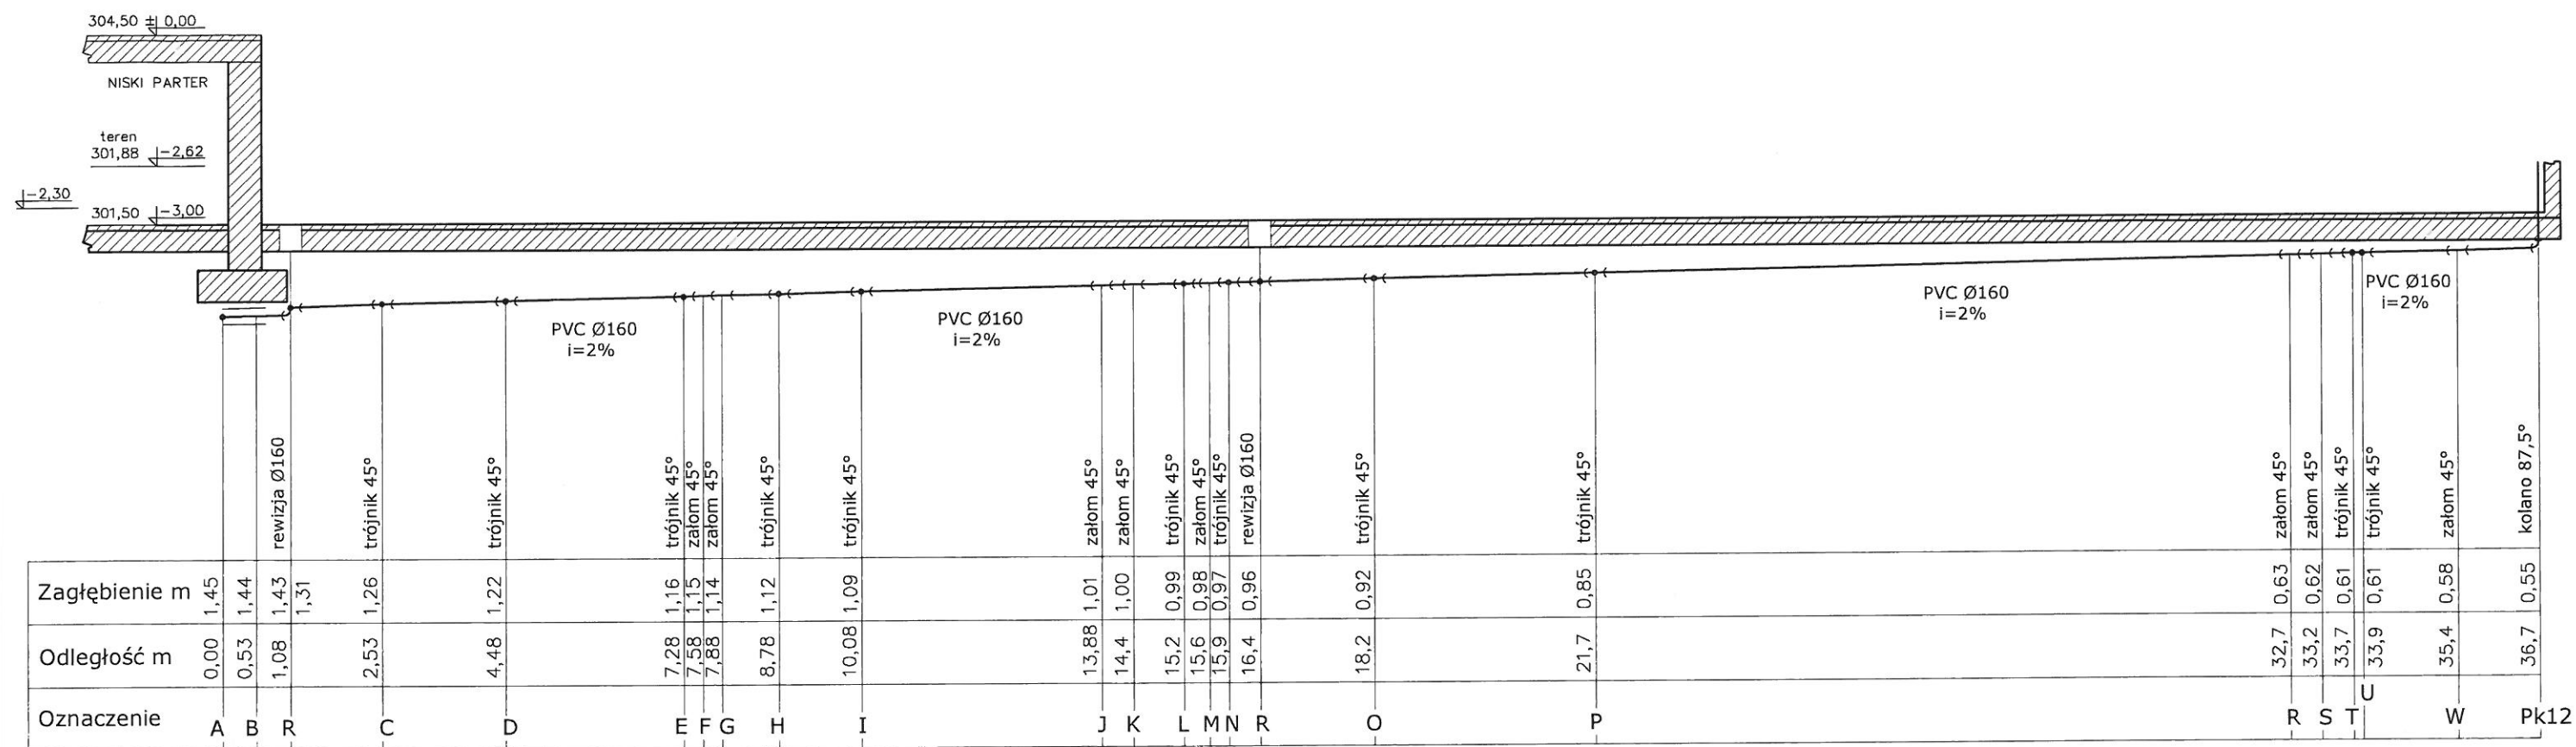 304,50 ± 0,00
NISKI PARTER
teren
301,88 -2,62
-2,30
301,50 -3,00
PVC Ø160
i=2%
PVC Ø160
i=2%
PVC Ø160
i=2%
PVC Ø160
i=2%
rewizja Ø160
trójnik 45°
trójnik 45°
trójnik 45°
załom 45°
załom 45°
trójnik 45°
trójnik 45°
załom 45°
załom 45°
trójnik 45°
załom 45°
trójnik 45°
rewizja Ø160
trójnik 45°
trójnik 45°
załom 45°
załom 45°
trójnik 45°
trójnik 45°
załom 45°
kolano 87,5°
Zagłębienie m 1,45 1,44 1,43 1,31 1,26 1,22 1,16 1,15 1,14 1,12 1,09 1,01 1,00 0,99 0,98 0,97 0,96 0,92 0,85 0,63 0,62 0,61 0,61 0,58 0,55
Odległość m 0,00 0,53 1,08 2,53 4,48 7,28 7,58 7,88 8,78 10,08 13,88 14,4 15,2 15,6 15,9 16,4 18,2 21,7 32,7 33,2 33,7 33,9 35,4 36,7
Oznaczenie A B R C D E F G H I J K L M N R O P R S T U W Pk12